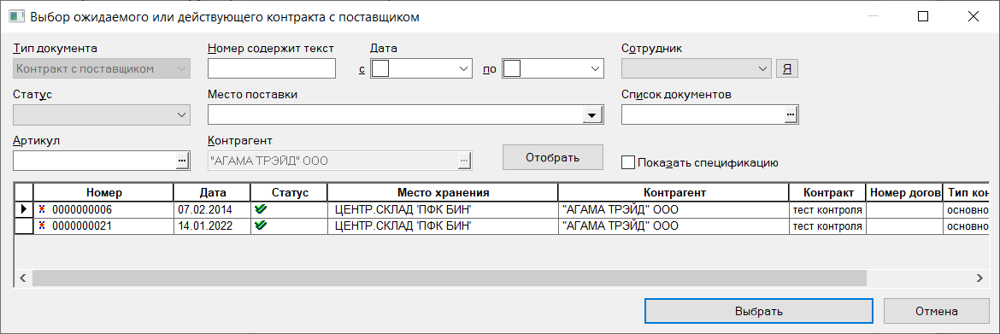 Выбор ожидаемого или действующего контракта с поставщиком
Тип документа Номер содержит текст Дата Сотрудник
Контракт с поставщиком с по Я
Статус Место поставки Список документов
...
Артикул Контрагент
... "АГАМА ТРЭЙД" ООО ... Отобрать Показать спецификацию
Номер Дата Статус Место хранения Контрагент Контракт Номер догов Тип кон
x 0000000006 07.02.2014 ЦЕНТР.СКЛАД 'ПФК БИН' "АГАМА ТРЭЙД" ООО тест контроля осново
x 0000000021 14.01.2022 ЦЕНТР.СКЛАД 'ПФК БИН' "АГАМА ТРЭЙД" ООО тест контроля осново
Выбрать Отмена